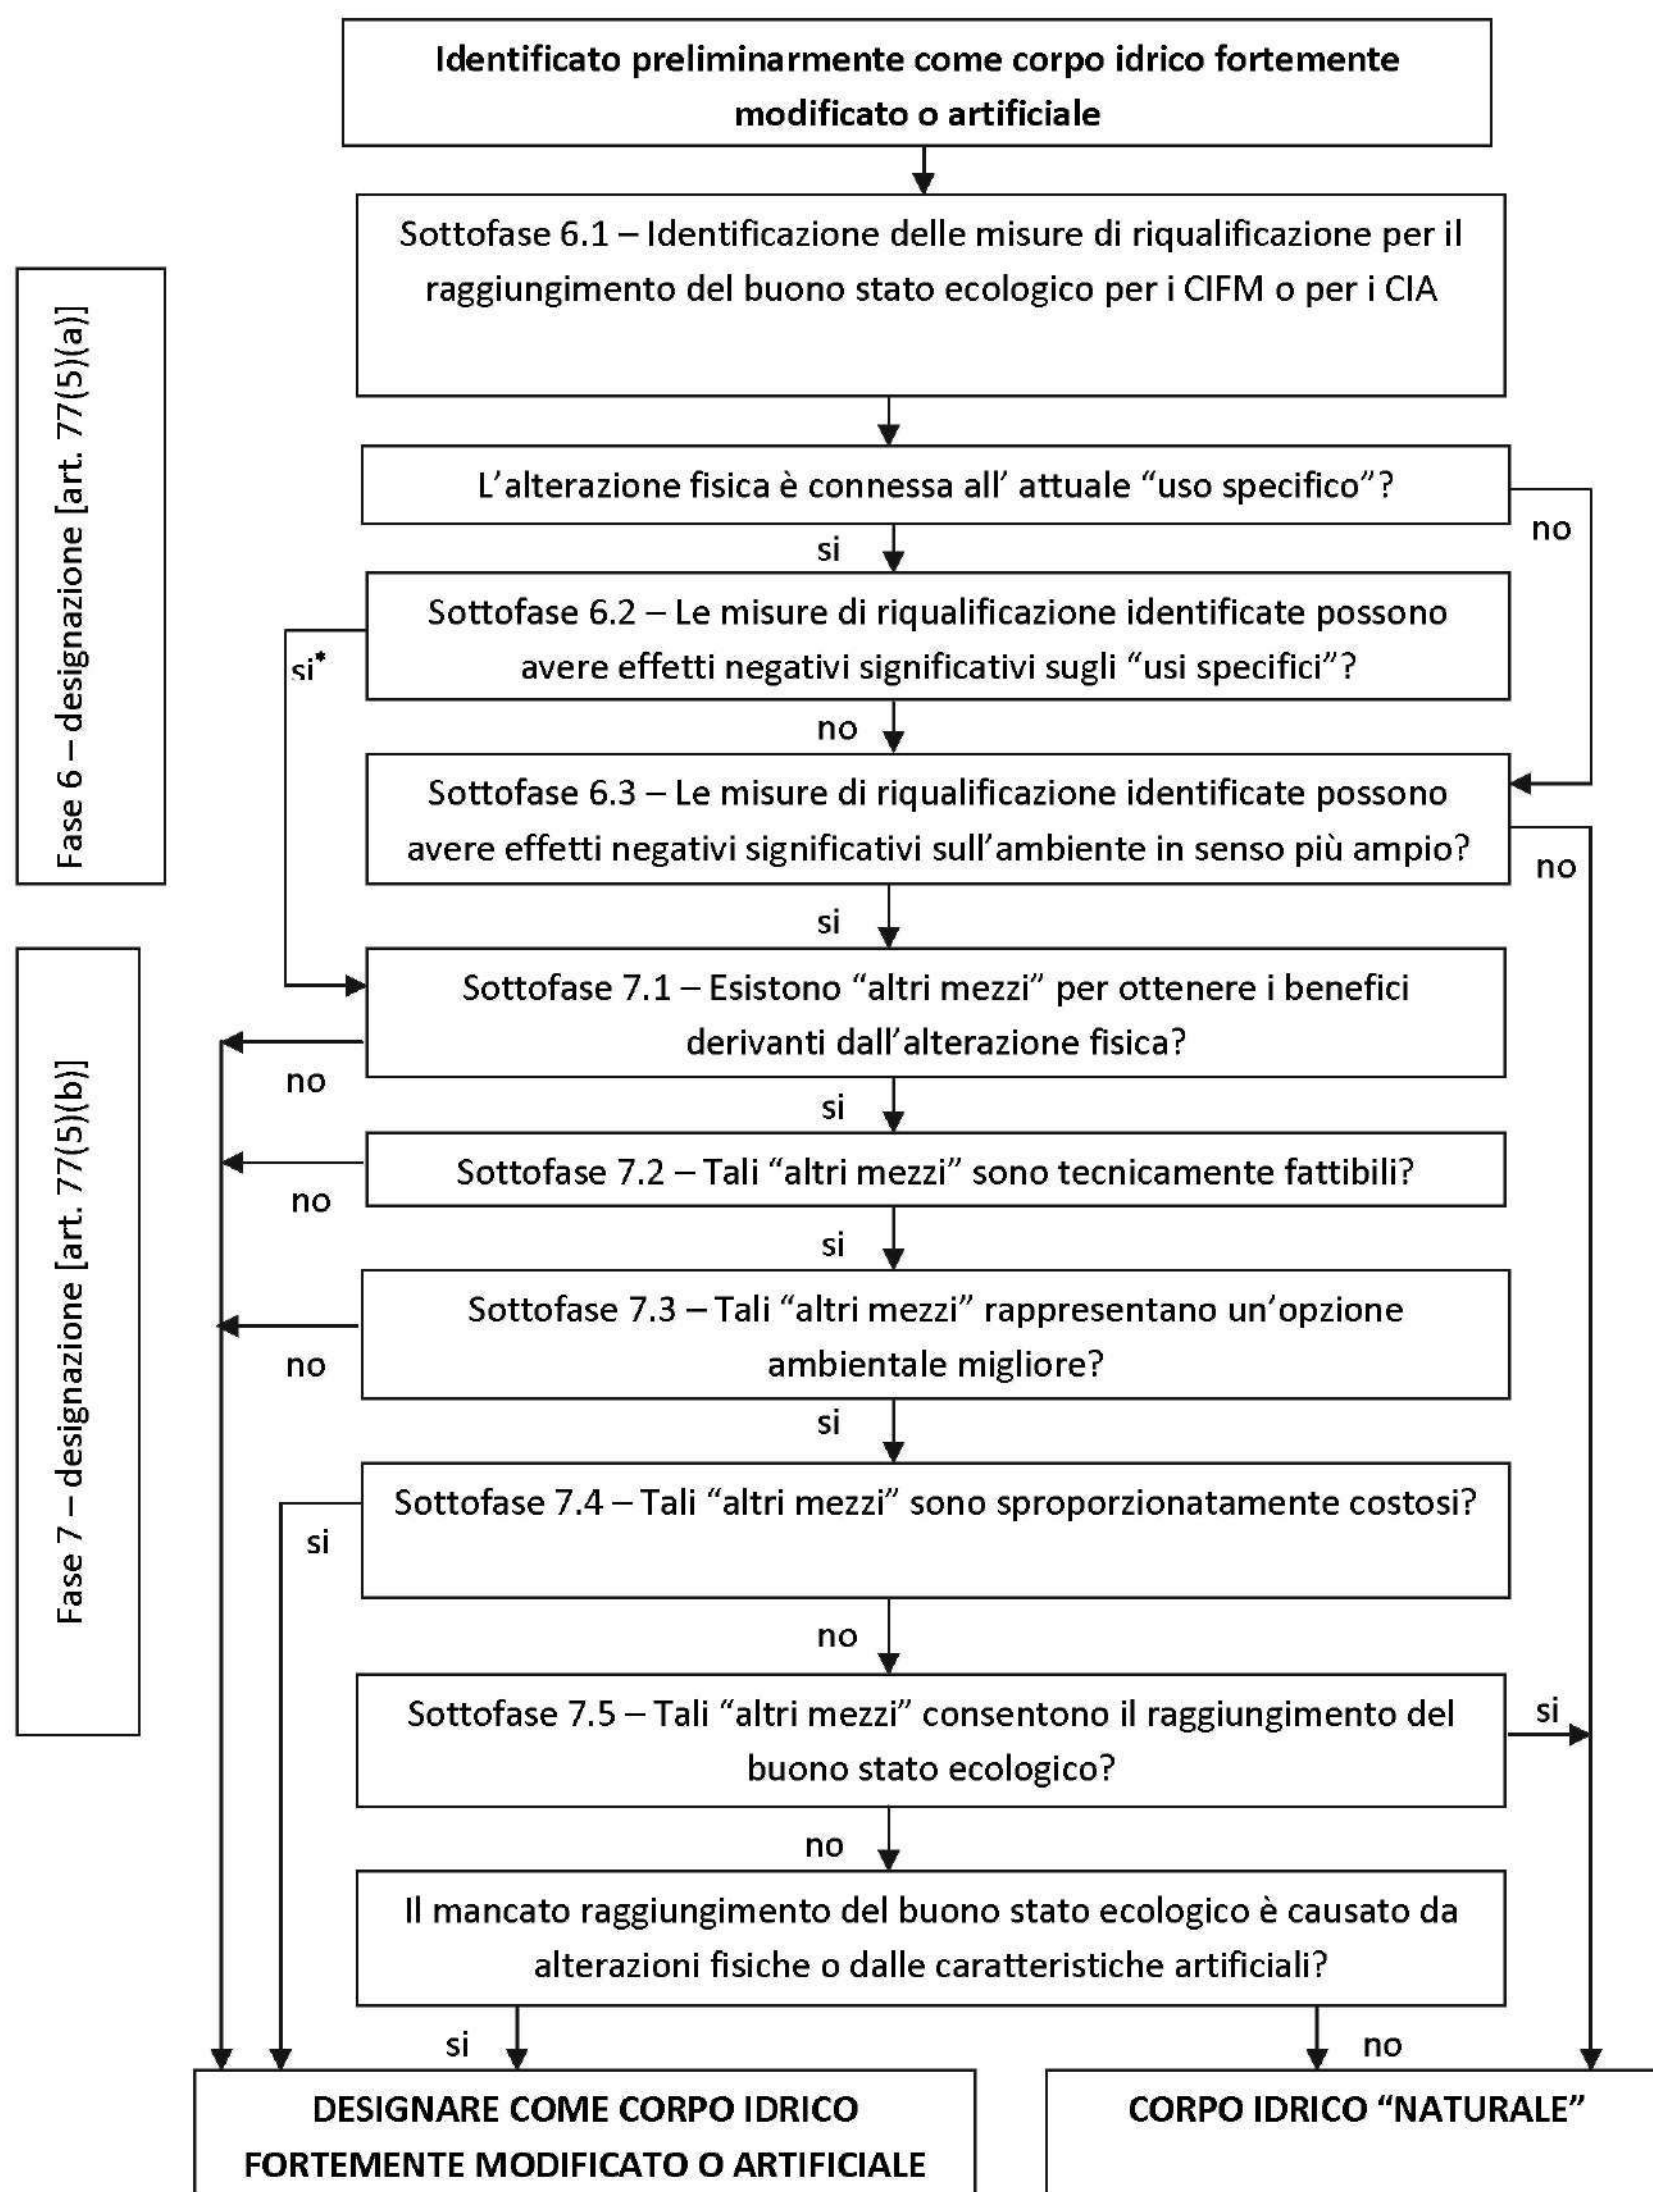 Identificato preliminarmente come corpo idrico fortemente
modificato o artificiale
Sottofase 6.1 – Identificazione delle misure di riqualificazione per il
raggiungimento del buono stato ecologico per i CIFM o per i CIA
Fase 6 – designazione [art. 77(5)(a)]
L’alterazione fisica è connessa all’ attuale “uso specifico”?
no
si
Sottofase 6.2 – Le misure di riqualificazione identificate possono
avere effetti negativi significativi sugli “usi specifici”?
si*
no
Sottofase 6.3 – Le misure di riqualificazione identificate possono
avere effetti negativi significativi sull’ambiente in senso più ampio?
no
si
Fase 7 – designazione [art. 77(5)(b)]
Sottofase 7.1 – Esistono “altri mezzi” per ottenere i benefici
derivanti dall’alterazione fisica?
no
si
Sottofase 7.2 – Tali “altri mezzi” sono tecnicamente fattibili?
no
si
Sottofase 7.3 – Tali “altri mezzi” rappresentano un’opzione
ambientale migliore?
no
si
Sottofase 7.4 – Tali “altri mezzi” sono sproporzionatamente costosi?
si
no
Sottofase 7.5 – Tali “altri mezzi” consentono il raggiungimento del
buono stato ecologico?
si
no
Il mancato raggiungimento del buono stato ecologico è causato da
alterazioni fisiche o dalle caratteristiche artificiali?
si
no
DESIGNARE COME CORPO IDRICO
FORTEMENTE MODIFICATO O ARTIFICIALE
CORPO IDRICO “NATURALE”